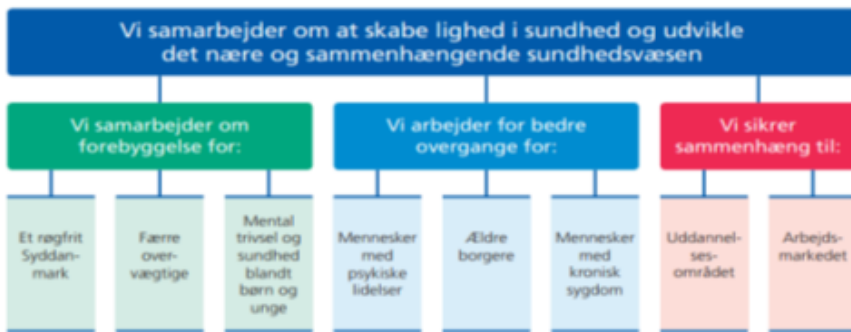 Vi samarbejder om at skabe lighed i sundhed og udvikle
det nære og sammenhængende sundhedsvæsen
Vi samarbejder om
forebyggelse for:
Vi arbejder for bedre
overgange for:
Vi sikrer
sammenhæng til:
Et røgfrit
Syddan-
mark
Færre
over-
vægtige
Mental
trivsel og
sundhed
blandt
børn og
unge
Mennesker
med
psykiske
lidelser
Ældre
borgere
Mennesker
med
kronisk
sygdom
Uddannel-
ses-
området
Arbejds-
markedet